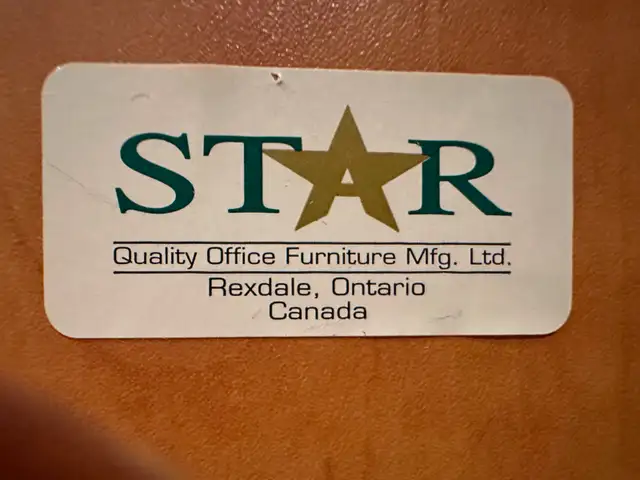 STAR
Quality Office Furniture Mfg. Ltd.
Rexdale, Ontario
Canada